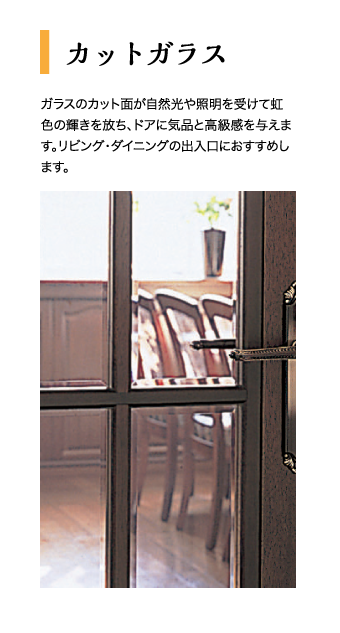 カットガラス
ガラスのカット面が自然光や照明を受けて虹
色の輝きを放ち、ドアに気品と高級感を与えま
す。リビング・ダイニングの出入口におすすめし
ます。